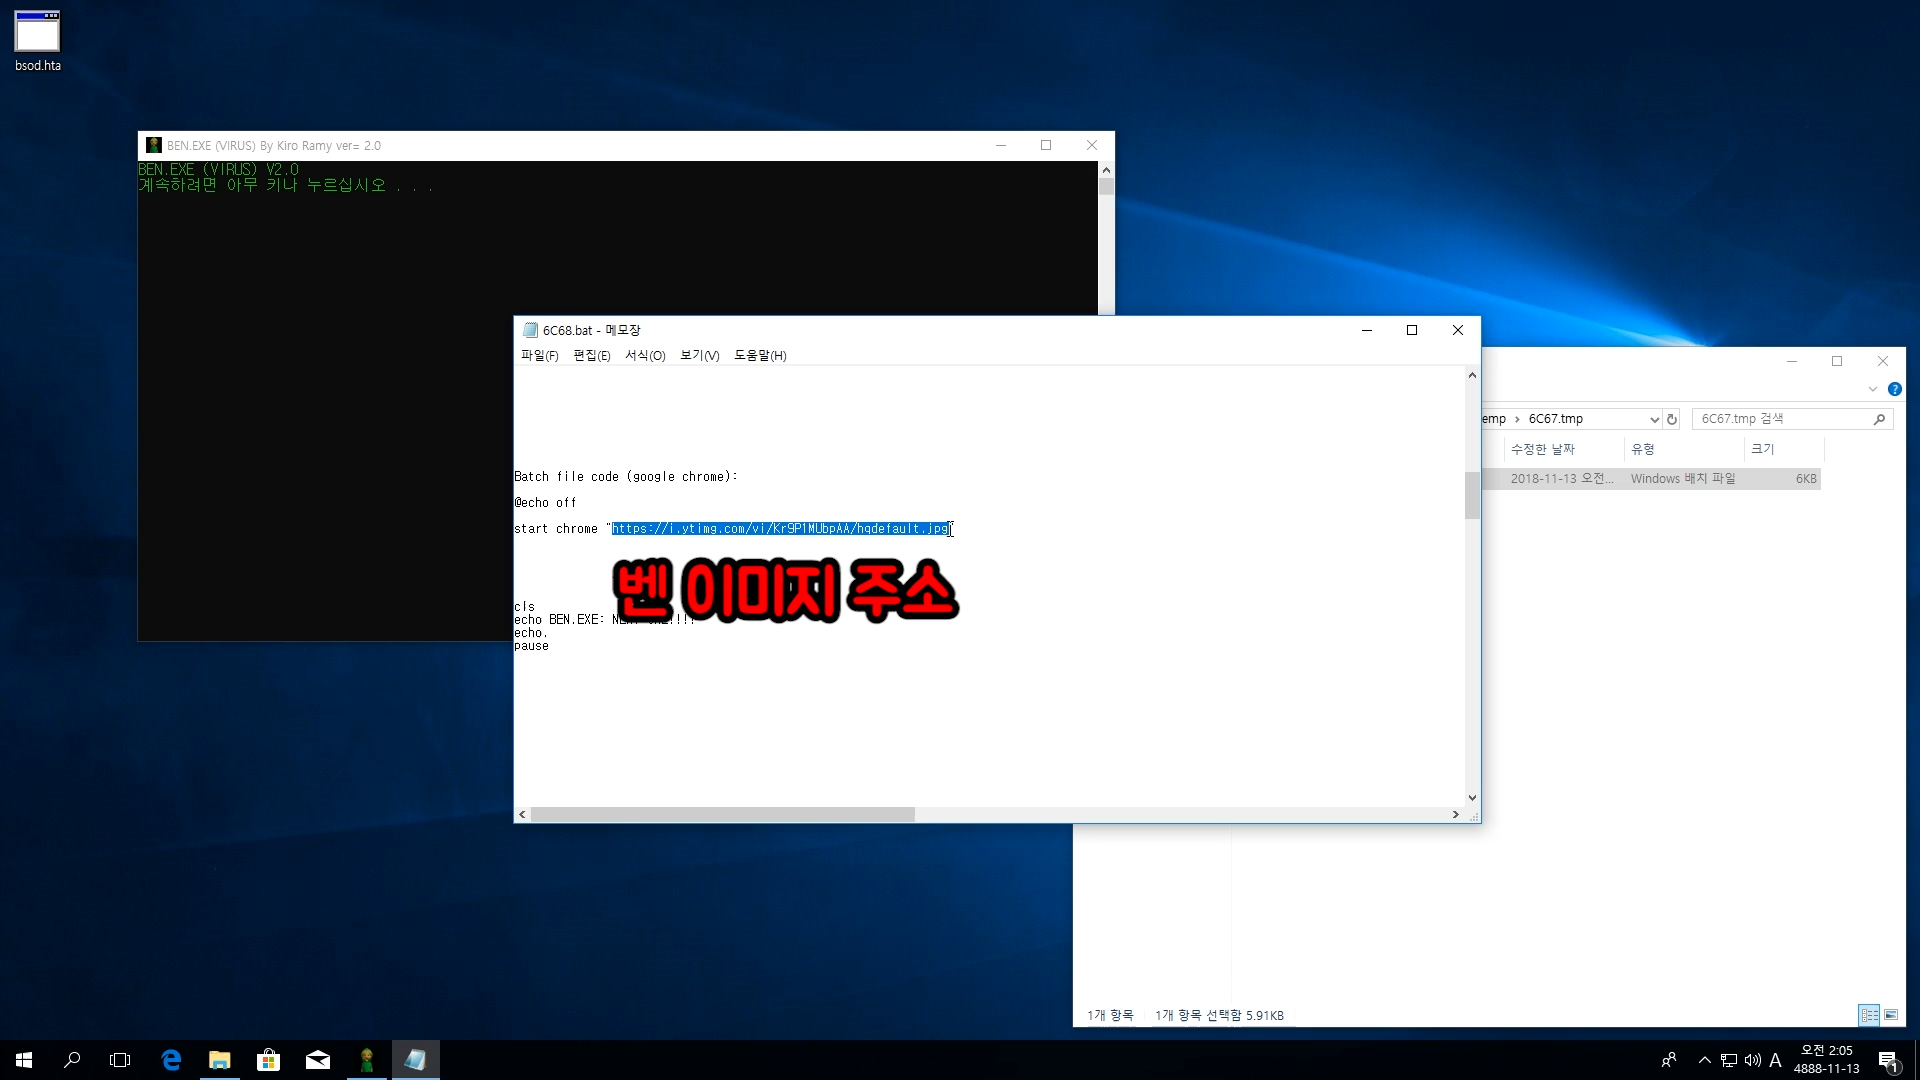 bsod.hta
BEN.EXE (VIRUS) By Kiro Ramy ver= 2.0
BEN.EXE (VIRUS) V2.0
계속하려면 아무 키나 누르십시오 . . .
6C68.bat - 메모장
파일(F) 편집(E) 서식(O) 보기(V) 도움말(H)
Batch file code (google chrome):
@echo off
start chrome "https://i.ytimg.com/vi/Kr9P1MUbpAA/hqdefault.jpg
벤 이미지 주소
cls
echo BEN.EXE:
echo.
pause
emp › 6C67.tmp
6C67.tmp 검색
수정한 날짜 유형 크기
2018-11-13 오전... Windows 배치 파일 6KB
1개 항목 1개 항목 선택함 5.91KB
A
오전 2:05
4888-11-13
1